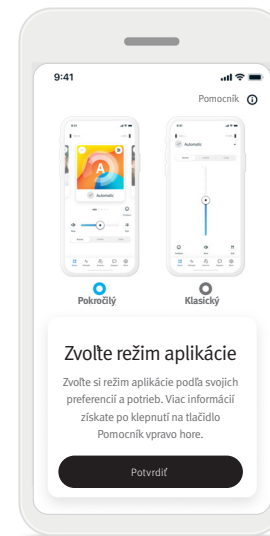 9:41
Pomocník
Automatic
Automatic
A
Pokročilý
Klasický
Zvoľte režim aplikácie
Zvoľte si režim aplikácie podľa svojich
preferencií a potrieb. Viac informácií
získate po klepnutí na tlačidlo
Pomocník vpravo hore.
Potvrdiť